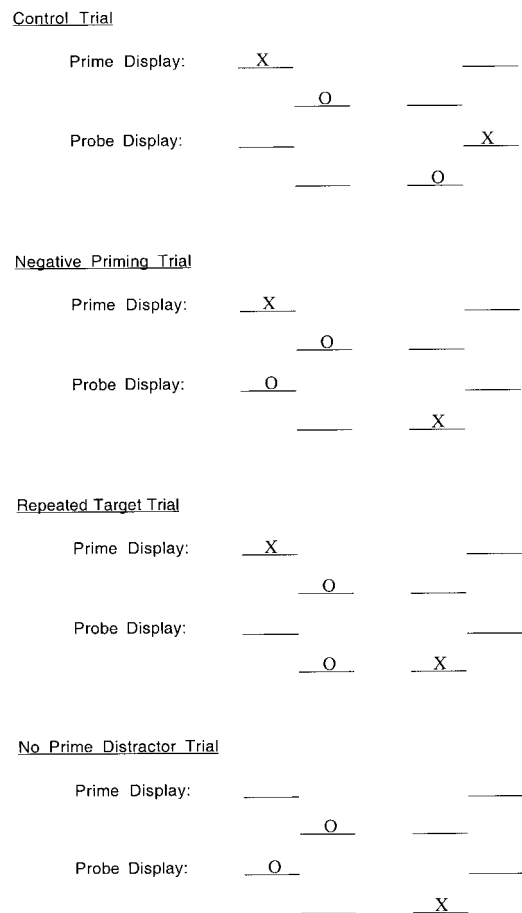 Control Trial
Prime Display: X
O
Probe Display: X
O
Negative Priming Trial
Prime Display: X
O
Probe Display: O
X
Repeated Target Trial
Prime Display: X
O
Probe Display:
O X
No Prime Distractor Trial
Prime Display:
O
Probe Display: O
X